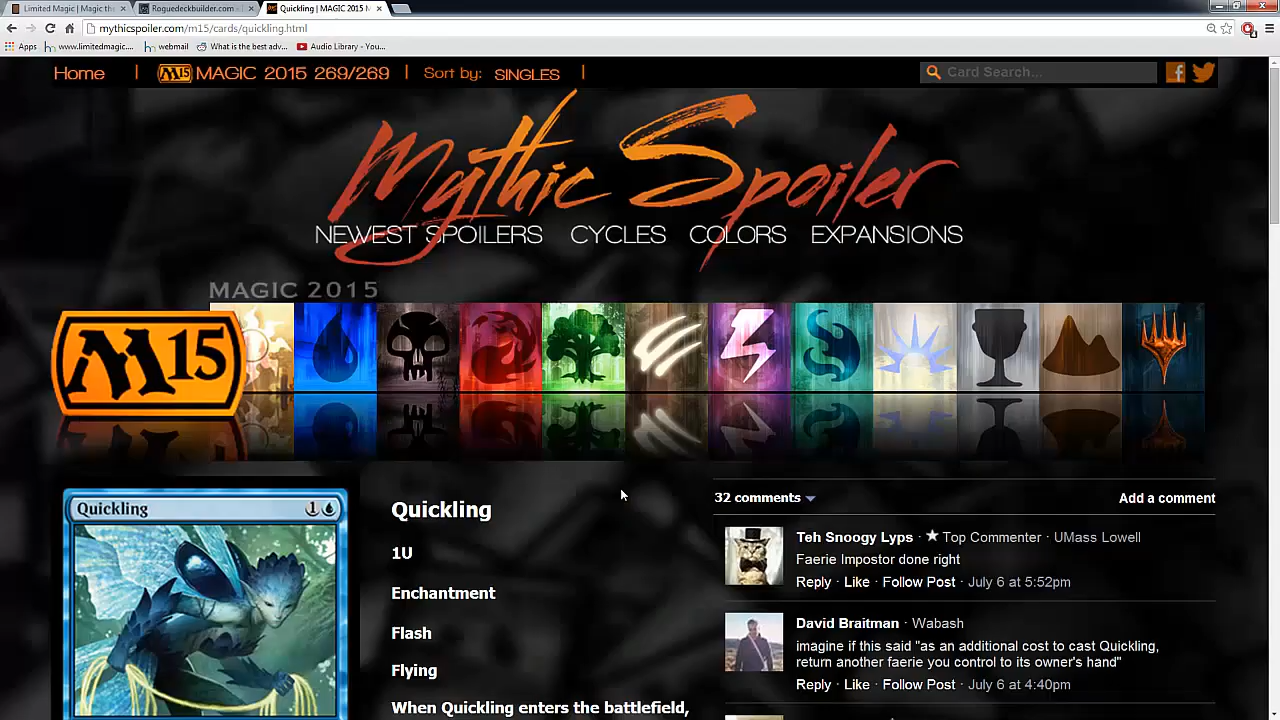 Limited Magic | Magic the
Roguedeckbuilder.com
Quickling | MAGIC 2015
mythicspoiler.com/m15/cards/quickling.html
Apps
www.limitedmagic....
webmail
What is the best adv...
Audio Library - You...
Home | M15 MAGIC 2015 269/269 | Sort by: SINGLES |
Card Search...
Mythic Spoiler
NEWEST SPOILERS CYCLES COLORS EXPANSIONS
MAGIC 2015
M15
Quickling 1
Quickling
1U
Enchantment
Flash
Flying
When Quickling enters the battlefield,
32 comments
Add a comment
Teh Snoogy Lyps · Top Commenter · UMass Lowell
Faerie Impostor done right
Reply · Like · Follow Post · July 6 at 5:52pm
David Braitman · Wabash
imagine if this said "as an additional cost to cast Quickling,
return another faerie you control to its owner's hand"
Reply · Like · Follow Post · July 6 at 4:40pm